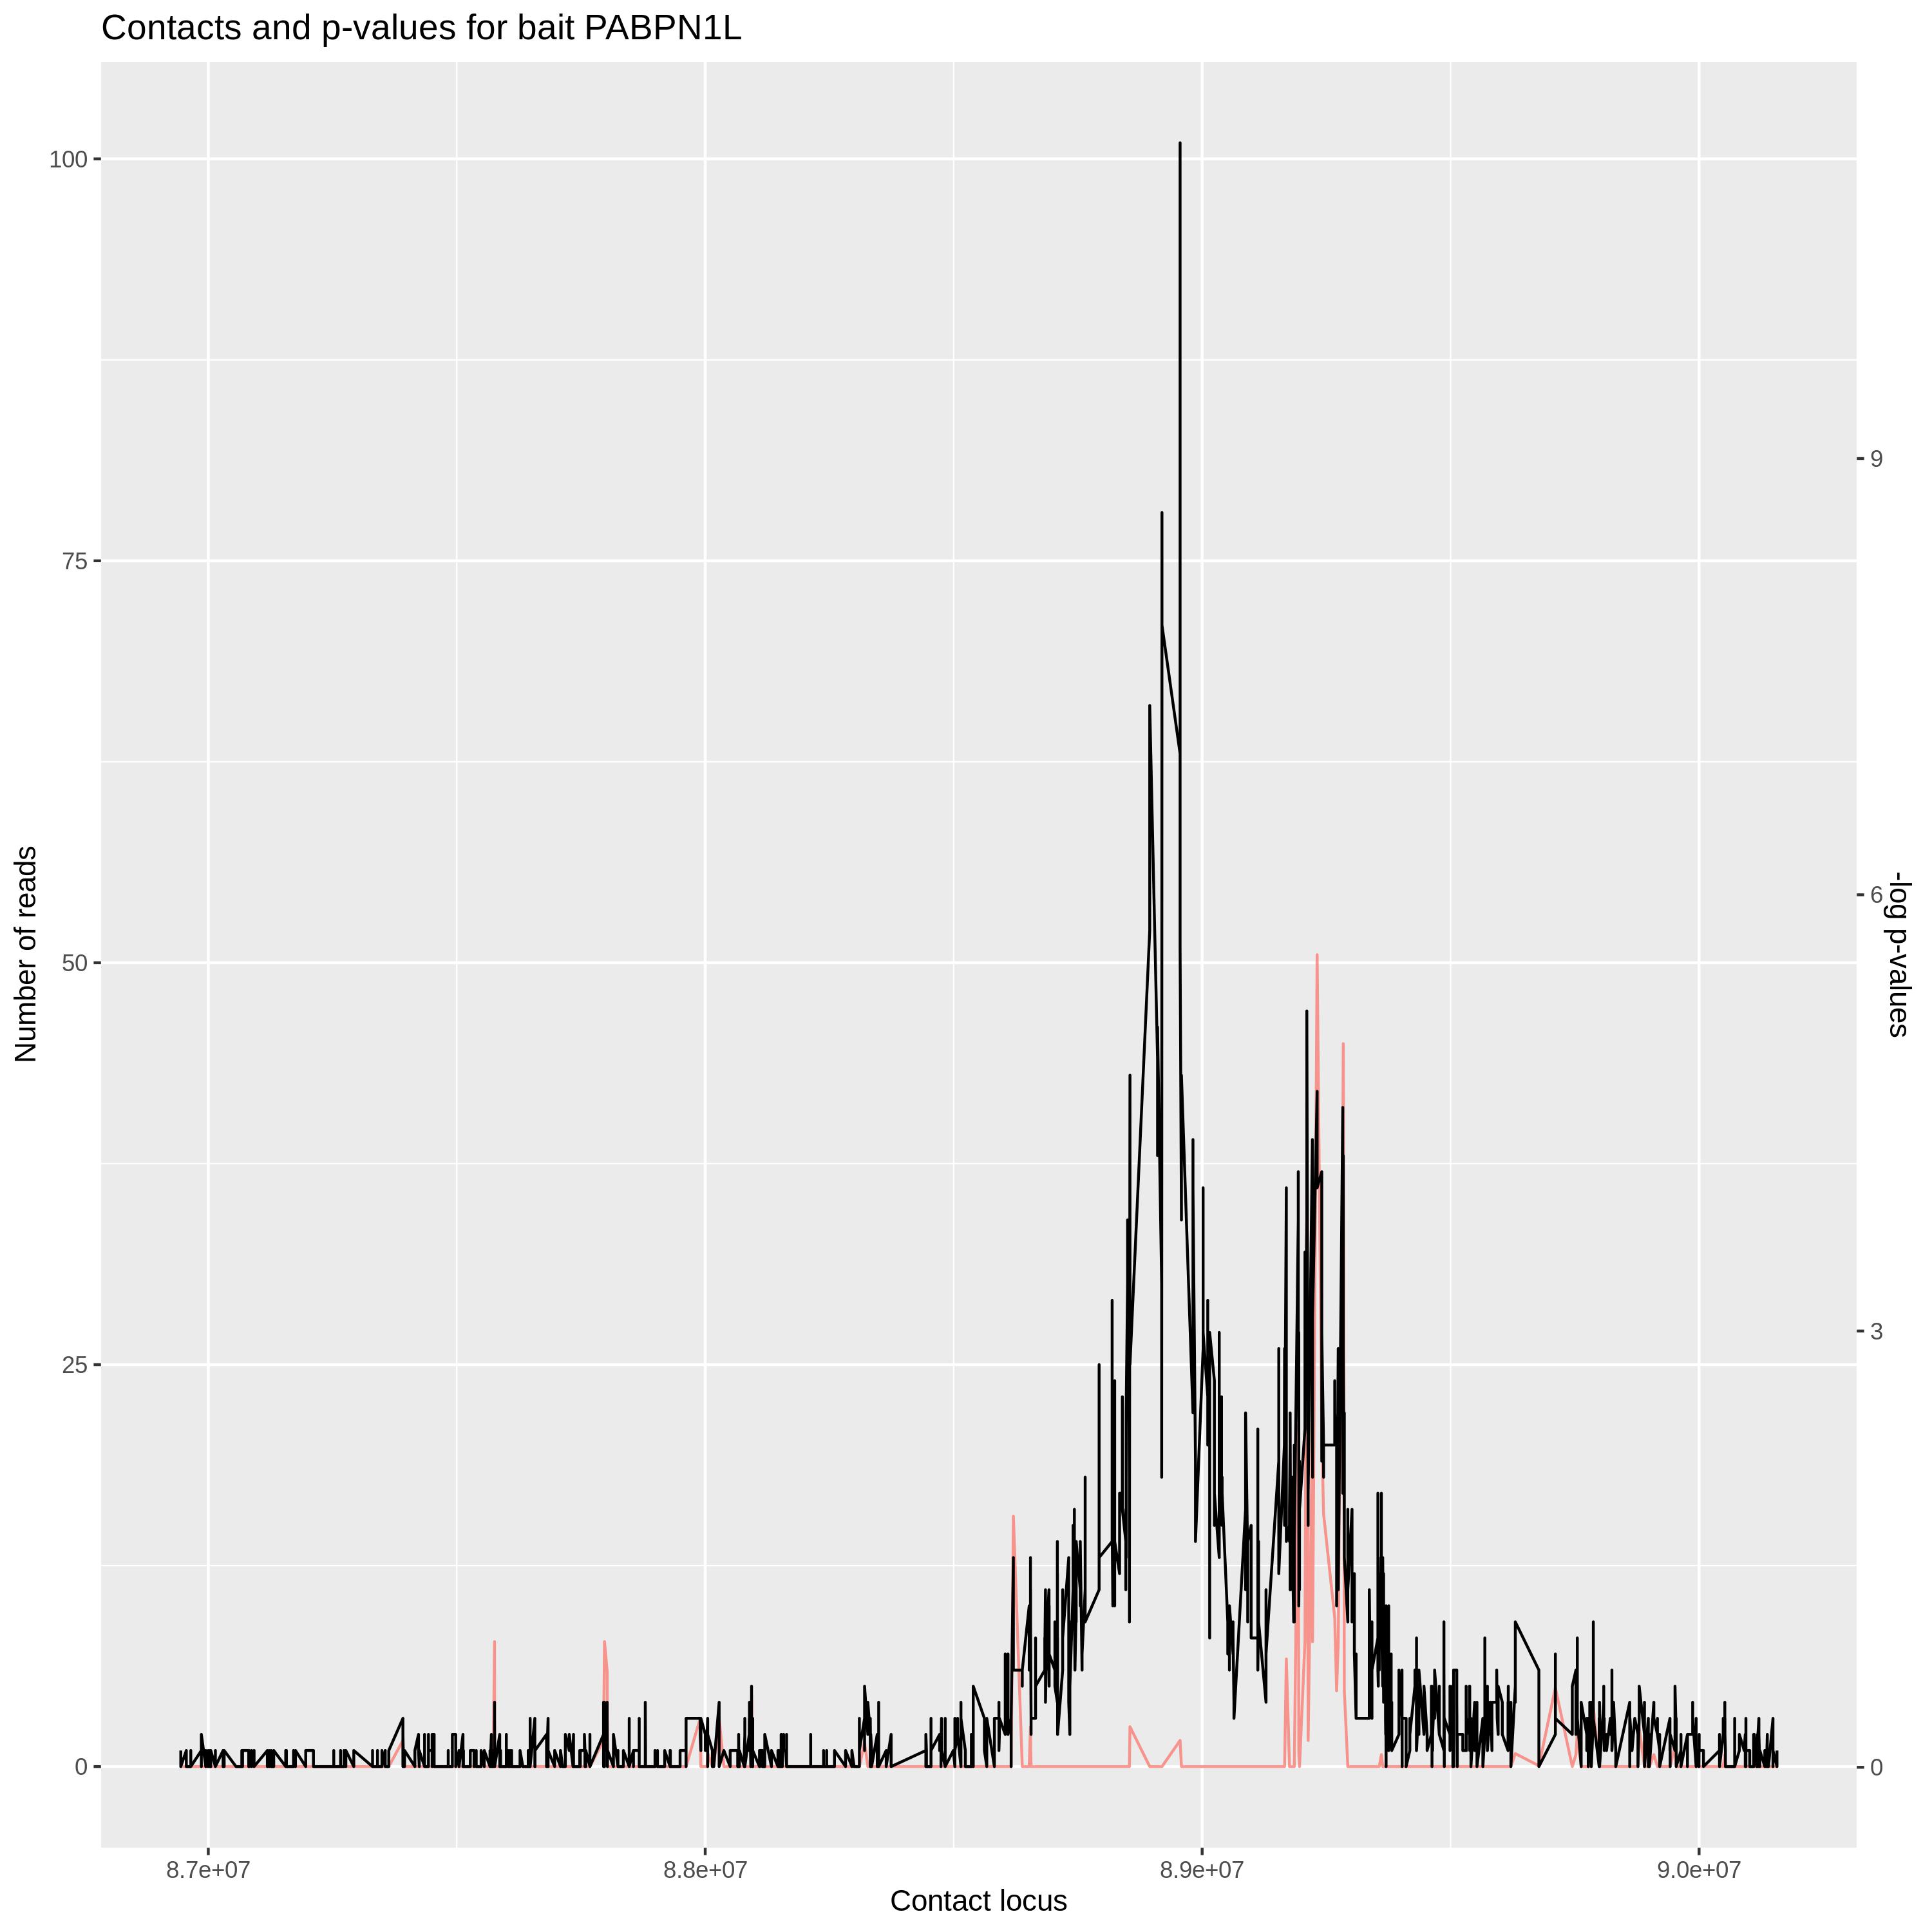 Contacts and p-values for bait PABPN1L
100
75
50
25
0
Number of reads
9
6
3
0
-log p-values
8.7e+07
8.8e+07
8.9e+07
9.0e+07
Contact locus